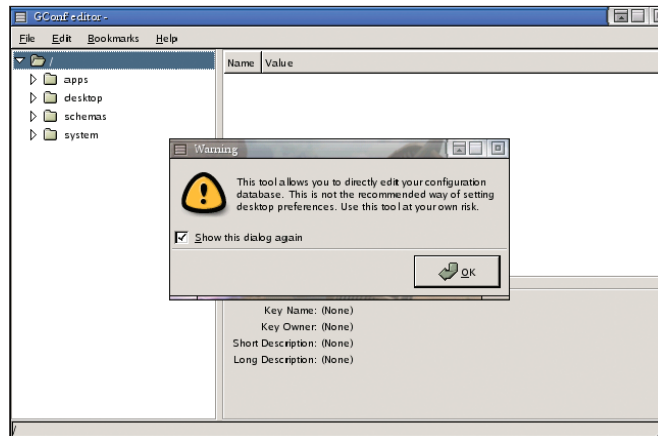 GConf editor -
File Edit Bookmarks Help
/
Name Value
apps
desktop
schemas
system
Warning
This tool allows you to directly edit your configuration
database. This is not the recommended way of setting
desktop preferences. Use this tool at your own risk.
Show this dialog again
OK
Key Name: (None)
Key Owner: (None)
Short Description: (None)
Long Description: (None)
/